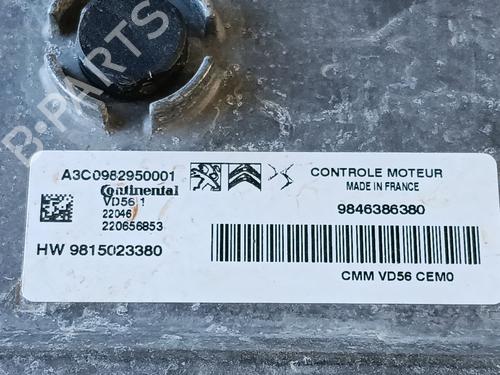 B-PARTS
A3C0982950001
Continental
VD56.1
22046
220656853
HW 9815023380
CONTROLE MOTEUR
MADE IN FRANCE
9846386380
CMM VD56 CEM0